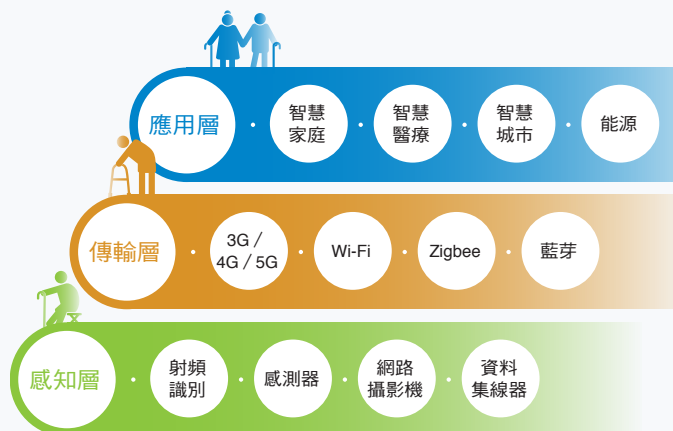 應用層
智慧
家庭
智慧
醫療
智慧
城市
能源
傳輸層
3G /
4G / 5G
Wi-Fi
Zigbee
藍芽
感知層
射頻
識別
感測器
網路
攝影機
資料
集線器